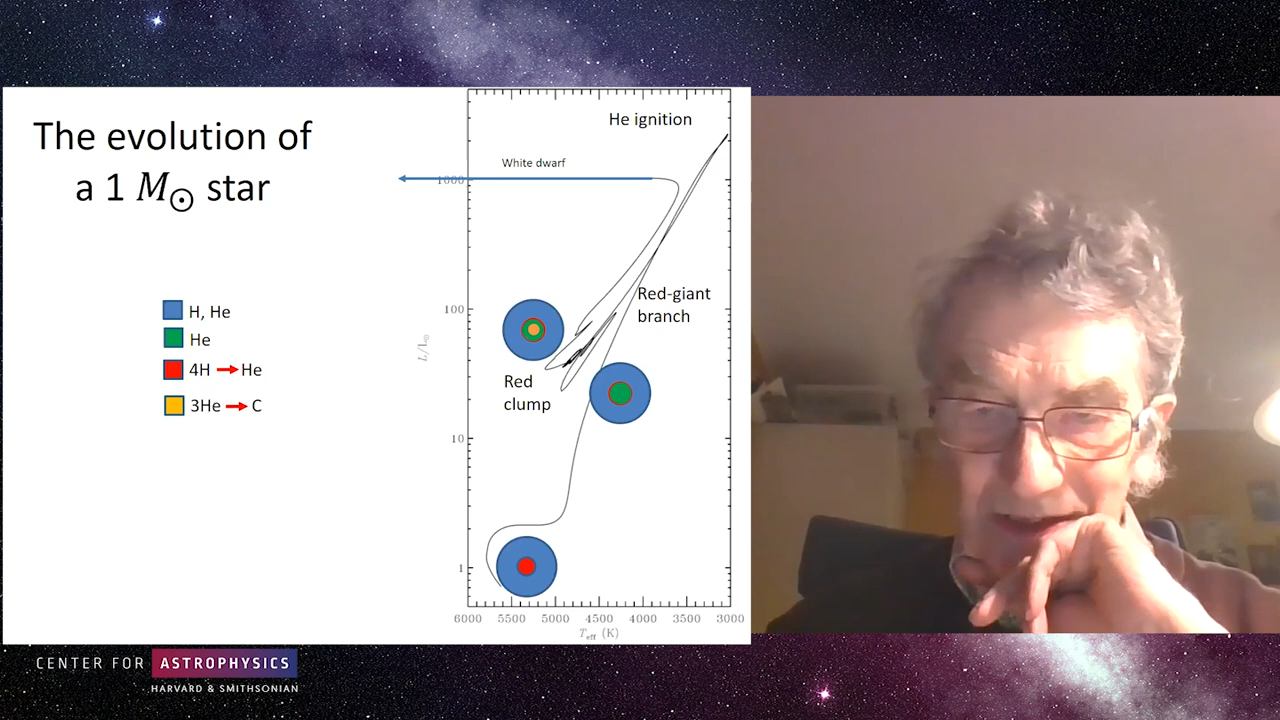 The evolution of
a 1 M☉ star
H, He
He
4H → He
3He → C
He ignition
White dwarf
1000
Red-giant
branch
100
L/L☉
Red
clump
10
1
6000 5500 5000 4500 4000 3500 3000
Teff (K)
CENTER FOR ASTROPHYSICS
HARVARD & SMITHSONIAN